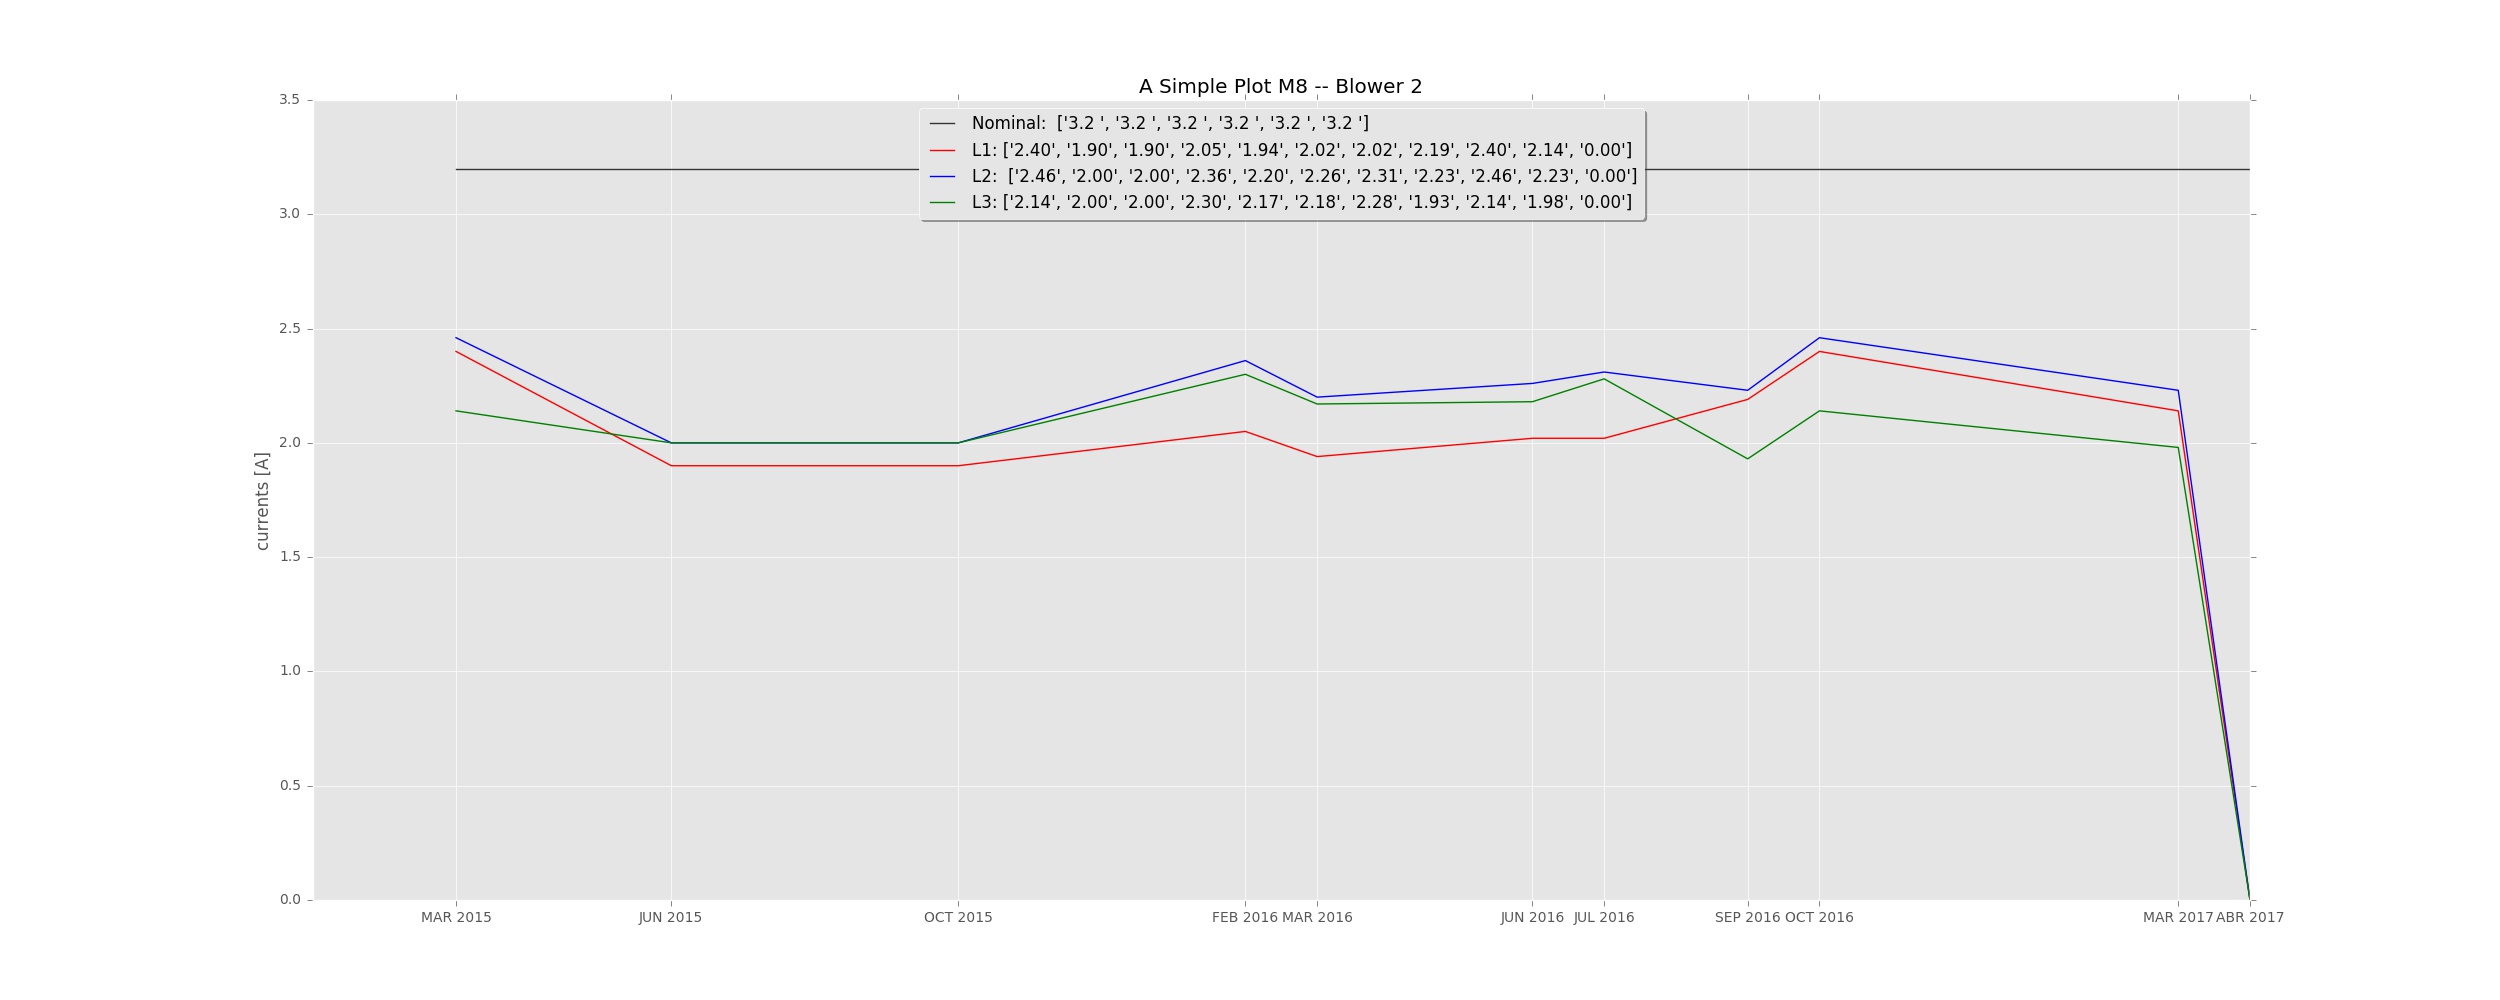 A Simple Plot M8 -- Blower 2
Nominal:  ['3.2 ', '3.2 ', '3.2 ', '3.2 ', '3.2 ', '3.2 ']
L1: ['2.40', '1.90', '1.90', '2.05', '1.94', '2.02', '2.02', '2.19', '2.40', '2.14', '0.00']
L2:  ['2.46', '2.00', '2.00', '2.36', '2.20', '2.26', '2.31', '2.23', '2.46', '2.23', '0.00']
L3: ['2.14', '2.00', '2.00', '2.30', '2.17', '2.18', '2.28', '1.93', '2.14', '1.98', '0.00']
3.5
3.0
2.5
2.0
1.5
1.0
0.5
0.0
currents [A]
MAR 2015 JUN 2015 OCT 2015 FEB 2016 MAR 2016 JUN 2016 JUL 2016 SEP 2016 OCT 2016 MAR 2017 ABR 2017